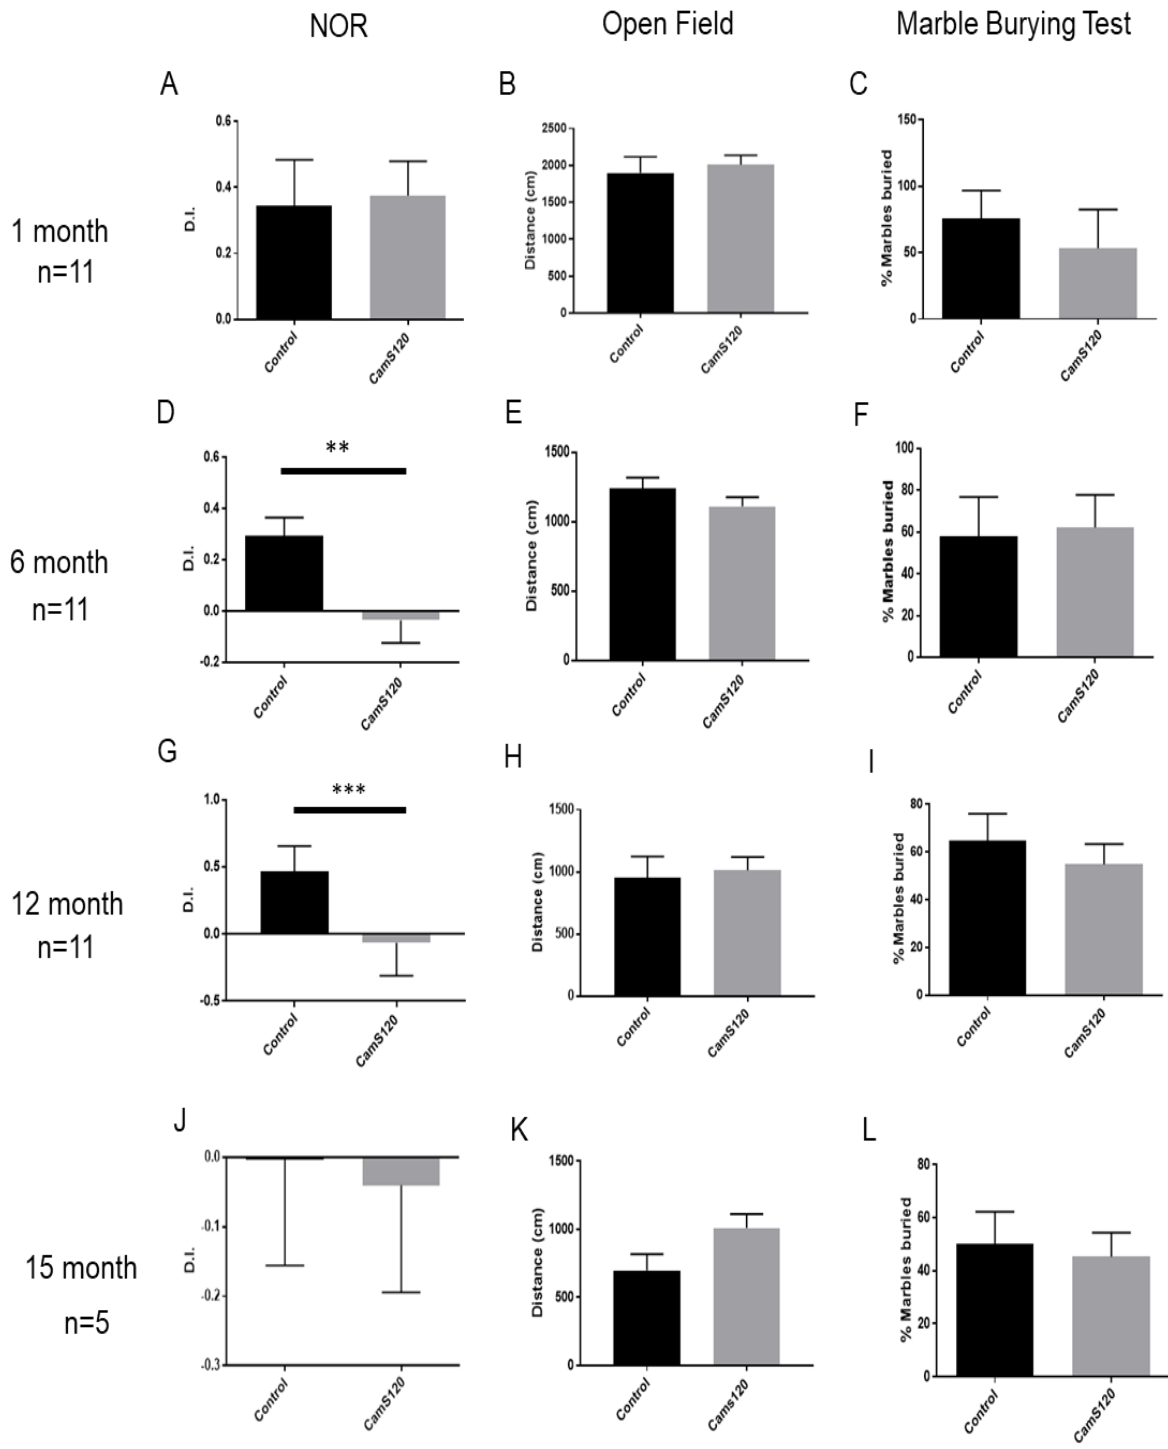 NOR Open Field Marble Burying Test
A B C
1 month
n=11
D.I.
0.6
0.4
0.2
0.0
Control CamS120
Distance (cm)
2500
2000
1500
1000
500
0
Control CamS120
% Marbles buried
150
100
50
0
Control CamS120
D E F
6 month
n=11
**
D.I.
0.6
0.4
0.2
0.0
-0.2
Control CamS120
Distance (cm)
1500
1000
500
0
Control CamS120
% Marbles buried
100
80
60
40
20
0
Control CamS120
G H I
12 month
n=11
***
D.I.
1.0
0.5
0.0
-0.5
Control CamS120
Distance (cm)
1500
1000
500
0
Control CamS120
% Marbles buried
80
60
40
20
0
Control CamS120
J K L
15 month
n=5
D.I.
0.0
-0.1
-0.2
-0.3
Control CamS120
Distance (cm)
1500
1000
500
0
Control Cams120
% Marbles buried
80
60
40
20
0
Control CamS120